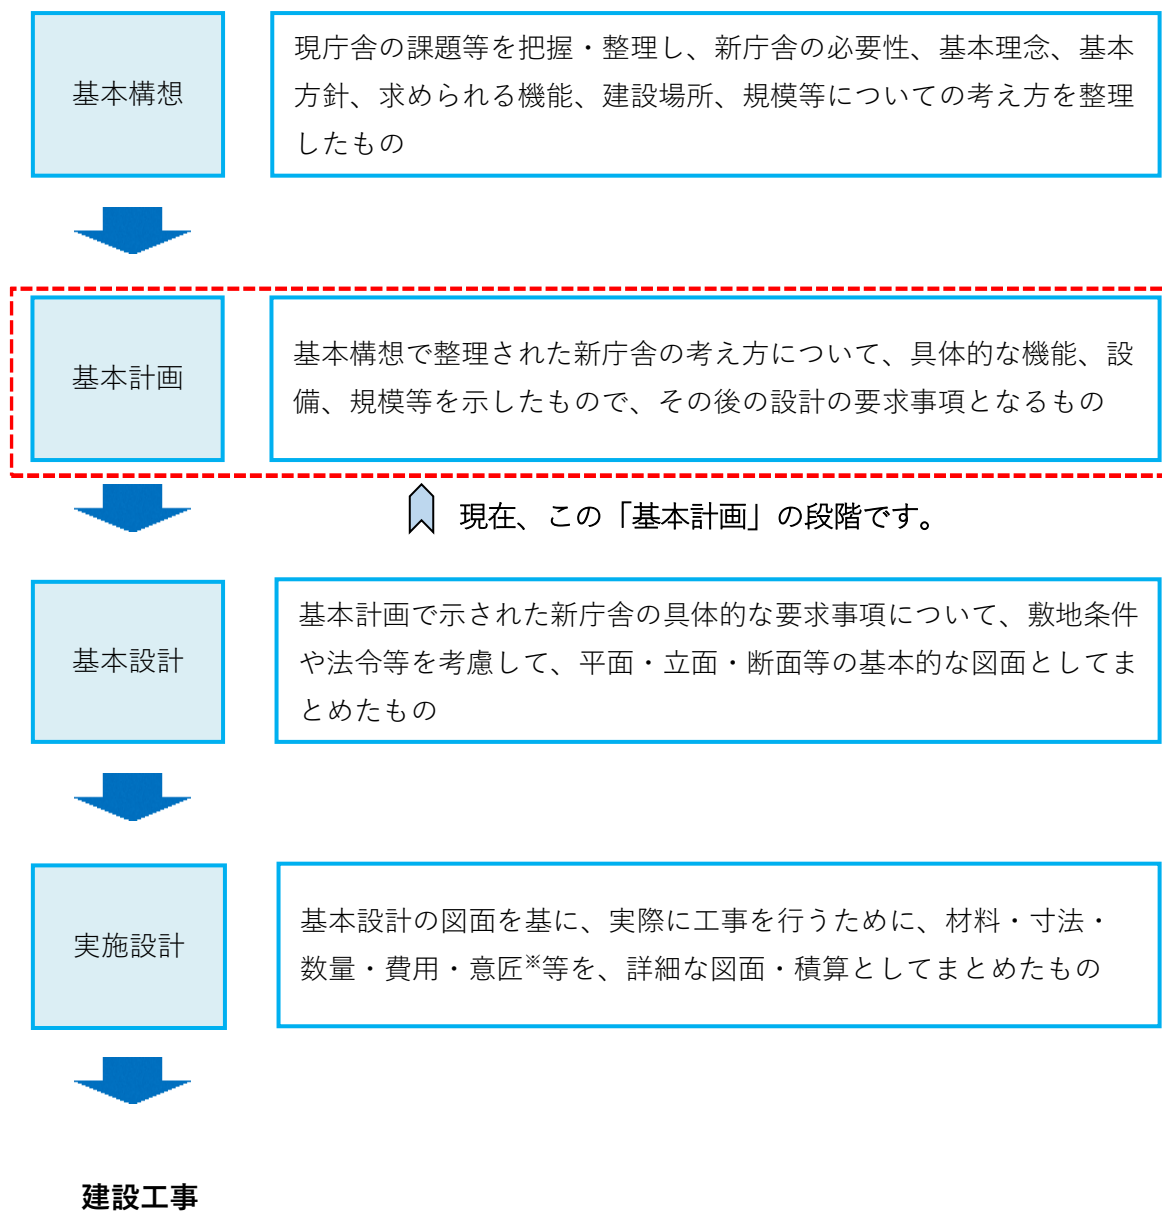 基本構想
現庁舎の課題等を把握・整理し、新庁舎の必要性、基本理念、基本
方針、求められる機能、建設場所、規模等についての考え方を整理
したもの
基本計画
基本構想で整理された新庁舎の考え方について、具体的な機能、設
備、規模等を示したもので、その後の設計の要求事項となるもの
現在、この「基本計画」の段階です。
基本設計
基本計画で示された新庁舎の具体的な要求事項について、敷地条件
や法令等を考慮して、平面・立面・断面等の基本的な図面としてま
とめたもの
実施設計
基本設計の図面を基に、実際に工事を行うために、材料・寸法・
数量・費用・意匠※等を、詳細な図面・積算としてまとめたもの
建設工事